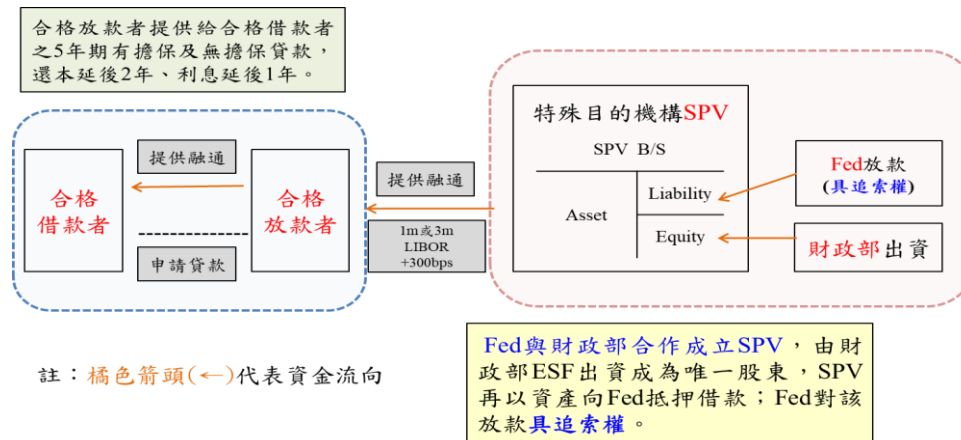 合格放款者提供給合格借款者
之5年期有擔保及無擔保貸款，
還本延後2年、利息延後1年。
合格
借款者
提供融通
申請貸款
合格
放款者
提供融通
1m或3m
LIBOR
+300bps
特殊目的機構SPV
SPV B/S
Asset
Liability
Equity
Fed放款
(具追索權)
財政部出資
註：橘色箭頭(←)代表資金流向
Fed與財政部合作成立SPV，由財
政部ESF出資成為唯一股東，SPV
再以資產向Fed抵押借款；Fed對該
放款具追索權。